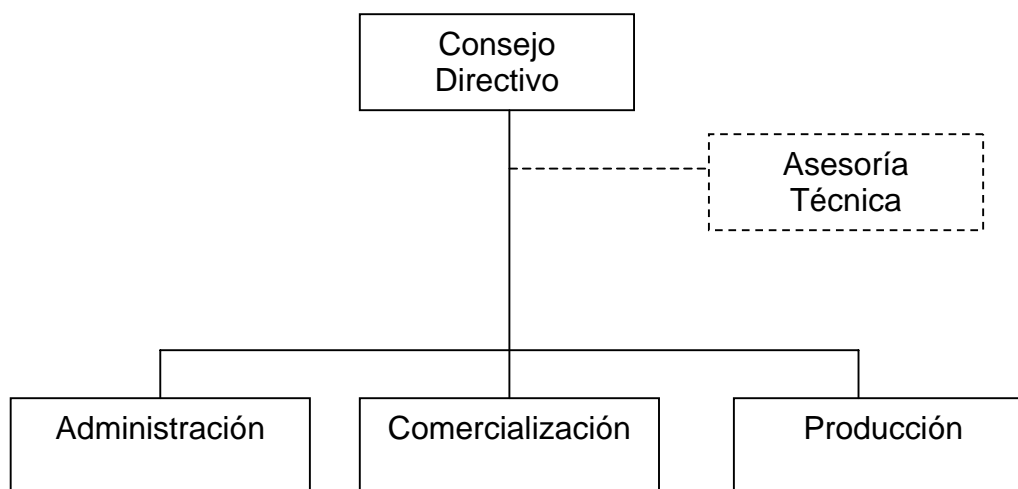 Consejo
Directivo
Asesoría
Técnica
Administración
Comercialización
Producción